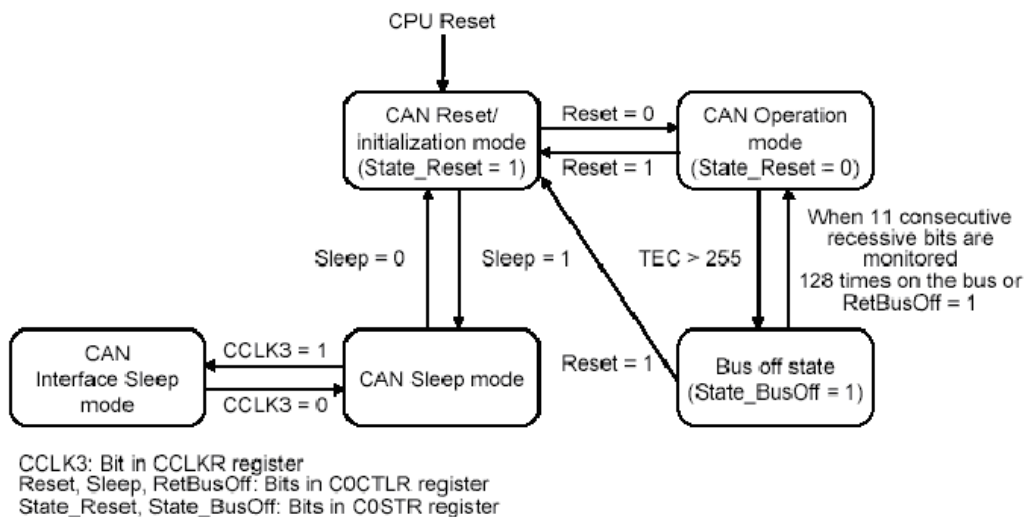 CPU Reset
CAN Reset/
initialization mode
(State_Reset = 1)
Reset = 0
Reset = 1
CAN Operation
mode
(State_Reset = 0)
Sleep = 0
Sleep = 1
TEC > 255
When 11 consecutive
recessive bits are
monitored
128 times on the bus or
RetBusOff = 1
CAN
Interface Sleep
mode
CCLK3 = 1
CCLK3 = 0
CAN Sleep mode
Reset = 1
Bus off state
(State_BusOff = 1)
CCLK3: Bit in CCLKR register
Reset, Sleep, RetBusOff: Bits in C0CTLR register
State_Reset, State_BusOff: Bits in C0STR register